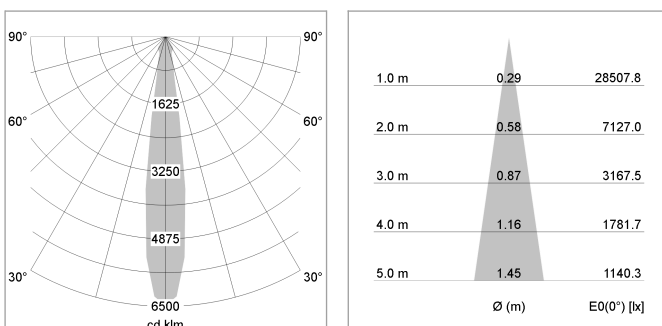 90° 90°
1625
60° 60°
3250
4875
30° 30°
6500
cd klm
1.0 m 0.29 28507.8
2.0 m 0.58 7127.0
3.0 m 0.87 3167.5
4.0 m 1.16 1781.7
5.0 m 1.45 1140.3
Ø (m) E0(0°) [lx]